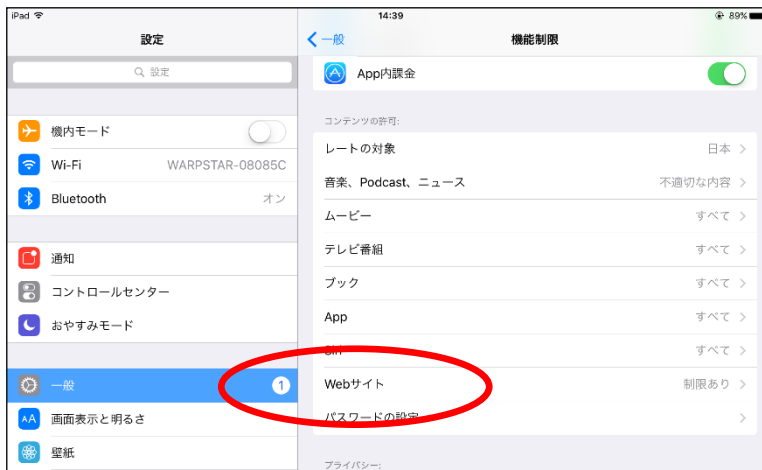 iPad 14:39 89%
設定
設定
機内モード
Wi-Fi WARPSTAR-08085C
Bluetooth オン
通知
コントロールセンター
おやすみモード
一般 1
AA 画面表示と明るさ
壁紙
一般 機能制限
App内課金
コンテンツの許可:
レートの対象 日本
音楽、Podcast、ニュース 不適切な内容
ムービー すべて
テレビ番組 すべて
ブック すべて
App すべて
Siri すべて
Webサイト 制限あり
パスワードの設定
プライバシー: